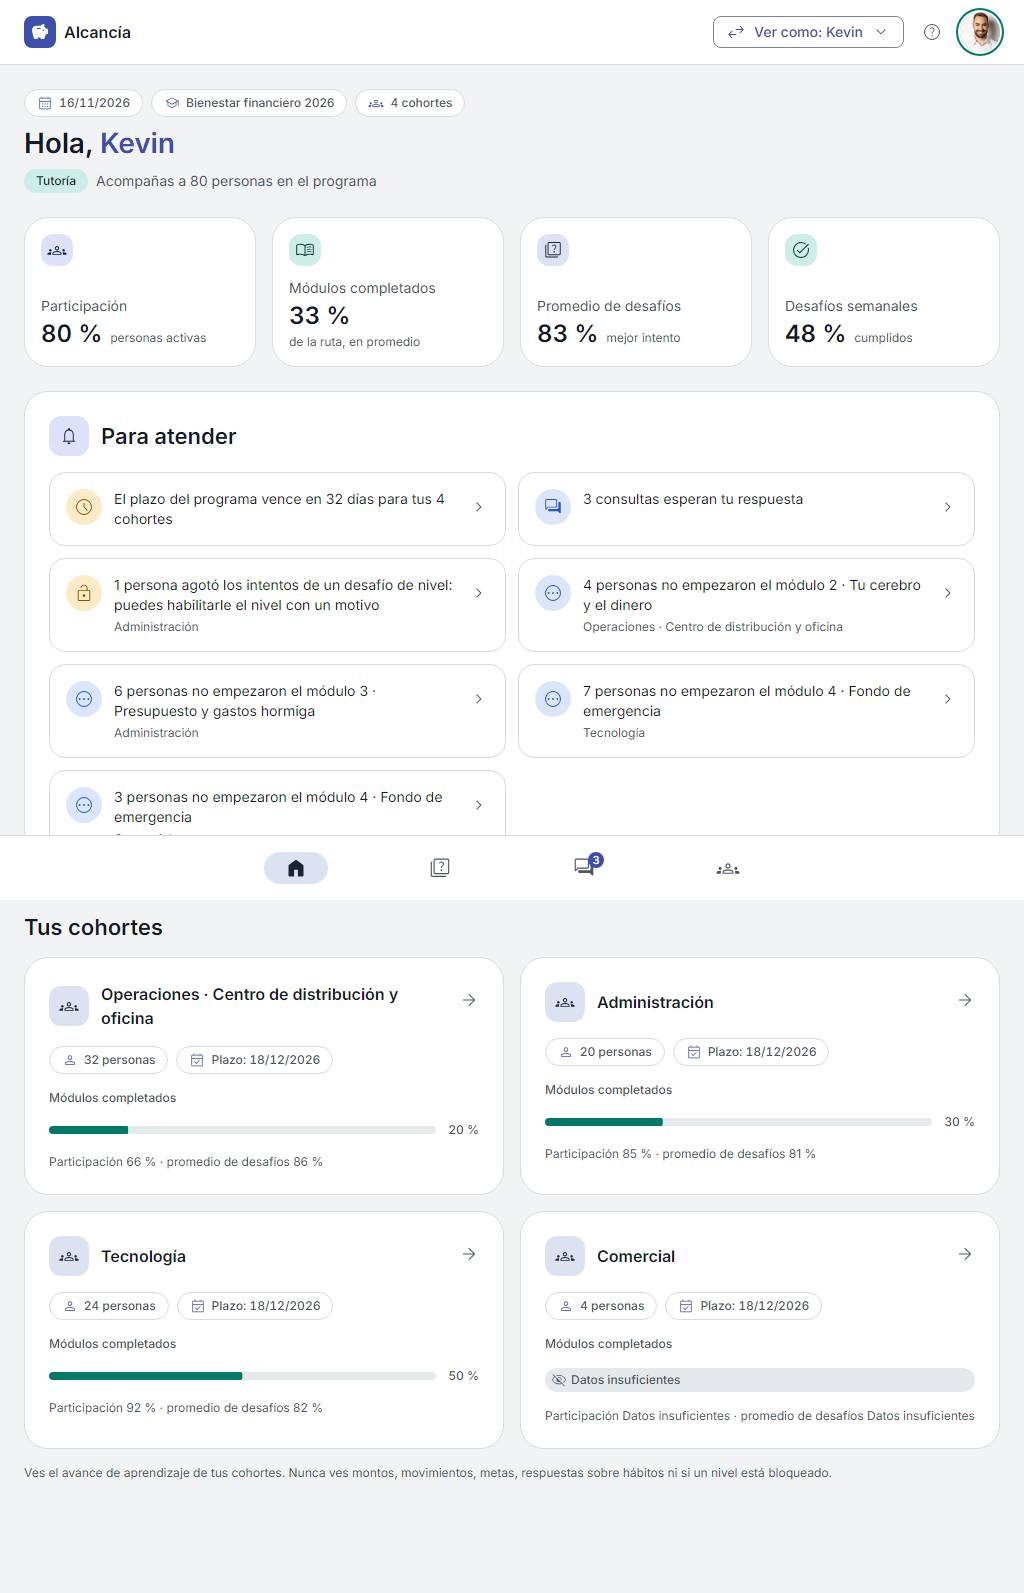 Alcancía
Ver como: Kevin
16/11/2026
Bienestar financiero 2026
4 cohortes
Hola, Kevin
Tutoría
Acompañas a 80 personas en el programa
Participación
80 % personas activas
Módulos completados
33 %
de la ruta, en promedio
Promedio de desafíos
83 % mejor intento
Desafíos semanales
48 % cumplidos
Para atender
El plazo del programa vence en 32 días para tus 4
cohortes
3 consultas esperan tu respuesta
1 persona agotó los intentos de un desafío de nivel:
puedes habilitarle el nivel con un motivo
Administración
4 personas no empezaron el módulo 2 · Tu cerebro
y el dinero
Operaciones · Centro de distribución y oficina
6 personas no empezaron el módulo 3 ·
Presupuesto y gastos hormiga
Administración
7 personas no empezaron el módulo 4 · Fondo de
emergencia
Tecnología
3 personas no empezaron el módulo 4 · Fondo de
emergencia
3
Tus cohortes
Operaciones · Centro de distribución y
oficina
32 personas
Plazo: 18/12/2026
Módulos completados
20 %
Participación 66 % · promedio de desafíos 86 %
Administración
20 personas
Plazo: 18/12/2026
Módulos completados
30 %
Participación 85 % · promedio de desafíos 81 %
Tecnología
24 personas
Plazo: 18/12/2026
Módulos completados
50 %
Participación 92 % · promedio de desafíos 82 %
Comercial
4 personas
Plazo: 18/12/2026
Módulos completados
Datos insuficientes
Participación Datos insuficientes · promedio de desafíos Datos insuficientes
Ves el avance de aprendizaje de tus cohortes. Nunca ves montos, movimientos, metas, respuestas sobre hábitos ni si un nivel está bloqueado.